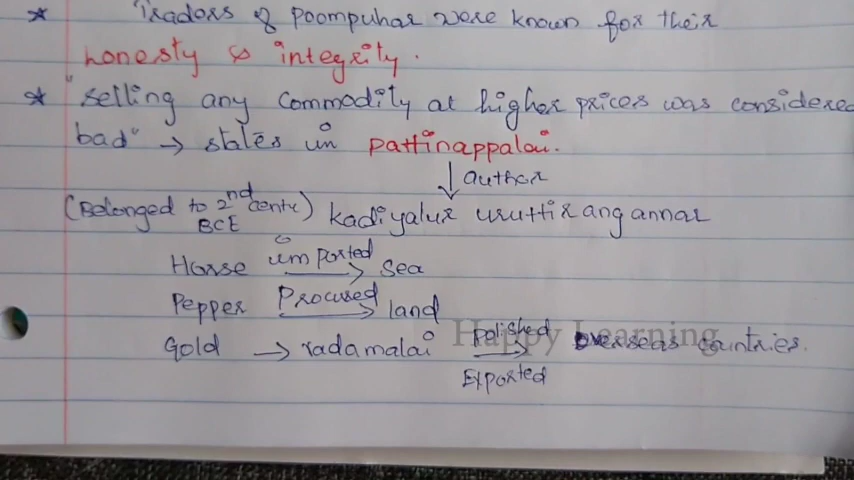 * Tradors of Poompuhar were known for their
honesty & integrity.
* "selling any commodity at higher prices was considered
bad" → states in pattinappalai.
↓ author
(Belonged to 2nd centu BCE) kadiyalur uruttirangannar
Horse imported → sea
Pepper Procured → land
Gold → vadamalai polished → overseas countries.
Exported
Happy Learning